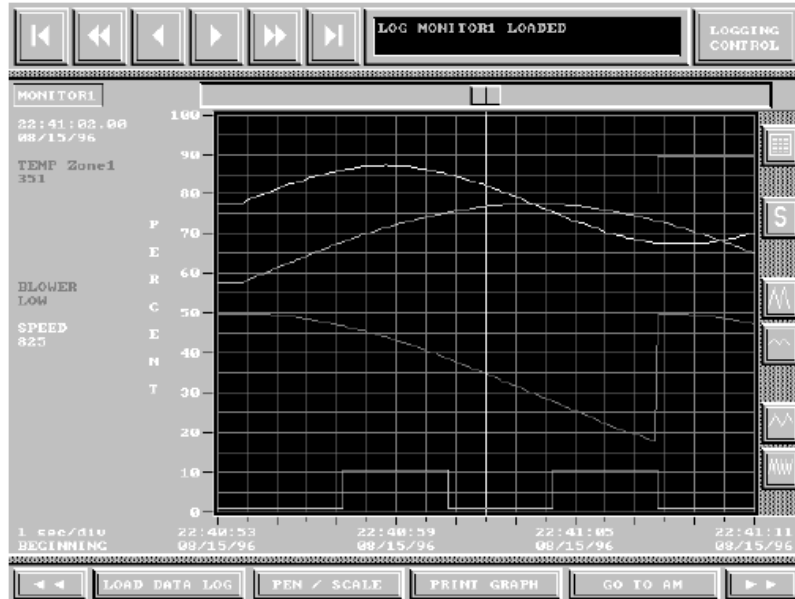 LOG MONITOR1 LOADED
LOGGING
CONTROL
MONITOR1
22:41:02.00
08/15/96
TEMP Zone1
351
BLOWER
LOW
SPEED
825
PERCENT
100
90
80
70
60
50
40
30
20
10
0
S
1 sec/div
BEGINNING
22:40:53
08/15/96
22:40:59
08/15/96
22:41:05
08/15/96
22:41:11
08/15/96
LOAD DATA LOG
PEN / SCALE
PRINT GRAPH
GO TO AM